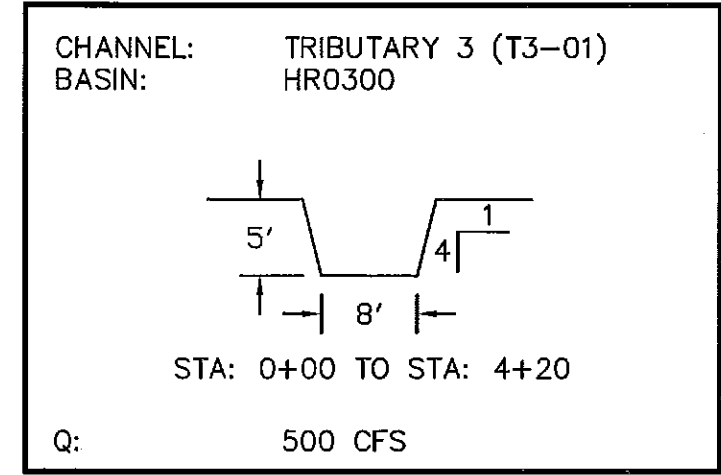 CHANNEL: TRIBUTARY 3 (T3-01)
BASIN: HR0300
5'
1
4
8'
STA: 0+00 TO STA: 4+20
Q: 500 CFS